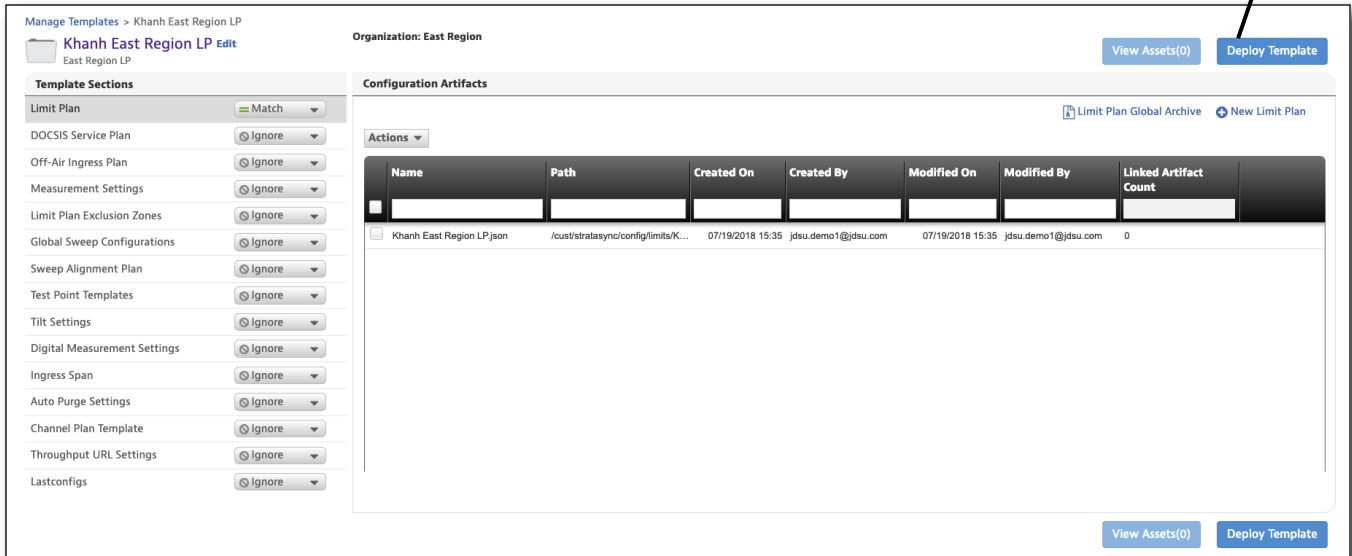 Manage Templates > Khanh East Region LP
Khanh East Region LP Edit
East Region LP
Organization: East Region
View Assets(0) Deploy Template
Template Sections
Limit Plan Match
DOCSIS Service Plan Ignore
Off-Air Ingress Plan Ignore
Measurement Settings Ignore
Limit Plan Exclusion Zones Ignore
Global Sweep Configurations Ignore
Sweep Alignment Plan Ignore
Test Point Templates Ignore
Tilt Settings Ignore
Digital Measurement Settings Ignore
Ingress Span Ignore
Auto Purge Settings Ignore
Channel Plan Template Ignore
Throughput URL Settings Ignore
Lastconfigs Ignore
Configuration Artifacts
Limit Plan Global Archive New Limit Plan
Actions
Name Path Created On Created By Modified On Modified By Linked Artifact
Count
Khanh East Region LP.json /cust/stratasync/config/limits/K... 07/19/2018 15:35 jdsu.demo1@jdsu.com 07/19/2018 15:35 jdsu.demo1@jdsu.com 0
View Assets(0) Deploy Template